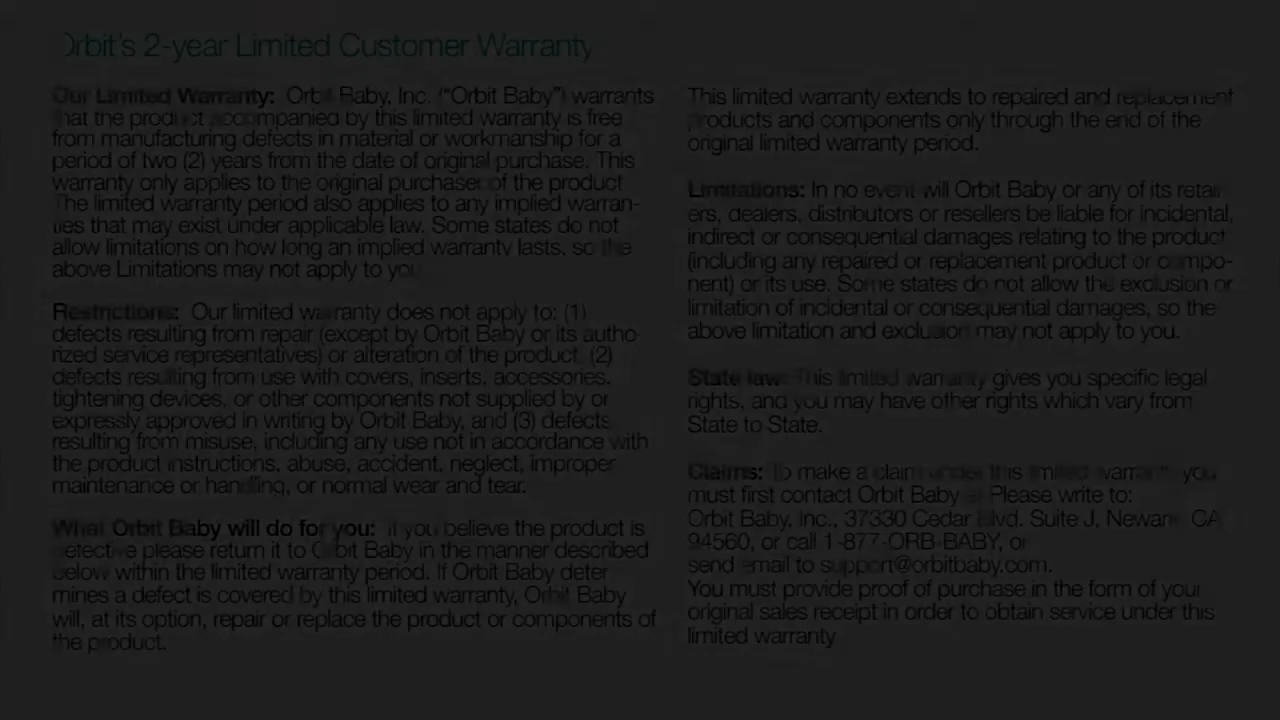 Orbit's 2-year Limited Customer Warranty
Our Limited Warranty: Orbit Baby, Inc. ("Orbit Baby") warrants
that the product accompanied by this limited warranty is free
from manufacturing defects in material or workmanship for a
period of two (2) years from the date of original purchase. This
warranty only applies to the original purchaser of the product
The limited warranty period also applies to any implied warran-
ties that may exist under applicable law. Some states do not
allow limitations on how long an implied warranty lasts, so the
above Limitations may not apply to you
Restrictions: Our limited warranty does not apply to: (1)
defects resulting from repair (except by Orbit Baby or its autho-
rized service representatives) or alteration of the product, (2)
defects resulting from use with covers, inserts, accessories,
tightening devices, or other components not supplied by or
expressly approved in writing by Orbit Baby, and (3) defects
resulting from misuse, including any use not in accordance with
the product instructions, abuse, accident, neglect, improper
maintenance or handling, or normal wear and tear.
What Orbit Baby will do for you: If you believe the product is
defective please return it to Orbit Baby in the manner described
below within the limited warranty period. If Orbit Baby deter
mines a defect is covered by this limited warranty, Orbit Baby
will, at its option, repair or replace the product or components of
the product.
This limited warranty extends to repaired and replacement
products and components only through the end of the
original limited warranty period.
Limitations: In no event will Orbit Baby or any of its retail
ers, dealers, distributors or resellers be liable for incidental,
indirect or consequential damages relating to the product
(including any repaired or replacement product or compo-
nent) or its use. Some states do not allow the exclusion or
limitation of incidental or consequential damages, so the
above limitation and exclusion may not apply to you.
State law: This limited warranty gives you specific legal
rights, and you may have other rights which vary from
State to State.
Claims: To make a claim under this limited warranty you
must first contact Orbit Baby Please write to:
Orbit Baby, Inc., 37330 Cedar Blvd. Suite J, Newark, CA
94560, or call 1-877-ORB-BABY, or
send email to support@orbitbaby.com.
You must provide proof of purchase in the form of your
original sales receipt in order to obtain service under this
limited warranty